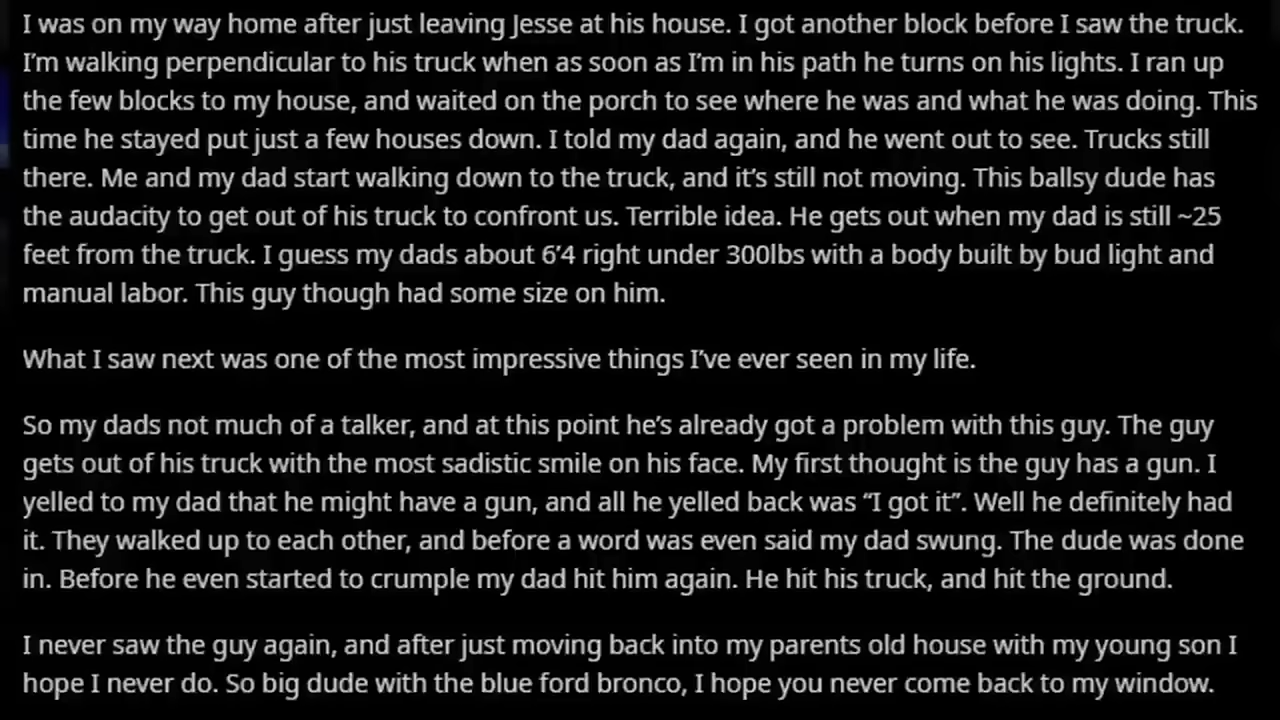 I was on my way home after just leaving Jesse at his house. I got another block before I saw the truck.
I’m walking perpendicular to his truck when as soon as I’m in his path he turns on his lights. I ran up
the few blocks to my house, and waited on the porch to see where he was and what he was doing. This
time he stayed put just a few houses down. I told my dad again, and he went out to see. Trucks still
there. Me and my dad start walking down to the truck, and it’s still not moving. This ballsy dude has
the audacity to get out of his truck to confront us. Terrible idea. He gets out when my dad is still ~25
feet from the truck. I guess my dads about 6’4 right under 300lbs with a body built by bud light and
manual labor. This guy though had some size on him.
What I saw next was one of the most impressive things I’ve ever seen in my life.
So my dads not much of a talker, and at this point he’s already got a problem with this guy. The guy
gets out of his truck with the most sadistic smile on his face. My first thought is the guy has a gun. I
yelled to my dad that he might have a gun, and all he yelled back was “I got it”. Well he definitely had
it. They walked up to each other, and before a word was even said my dad swung. The dude was done
in. Before he even started to crumple my dad hit him again. He hit his truck, and hit the ground.
I never saw the guy again, and after just moving back into my parents old house with my young son I
hope I never do. So big dude with the blue ford bronco, I hope you never come back to my window.